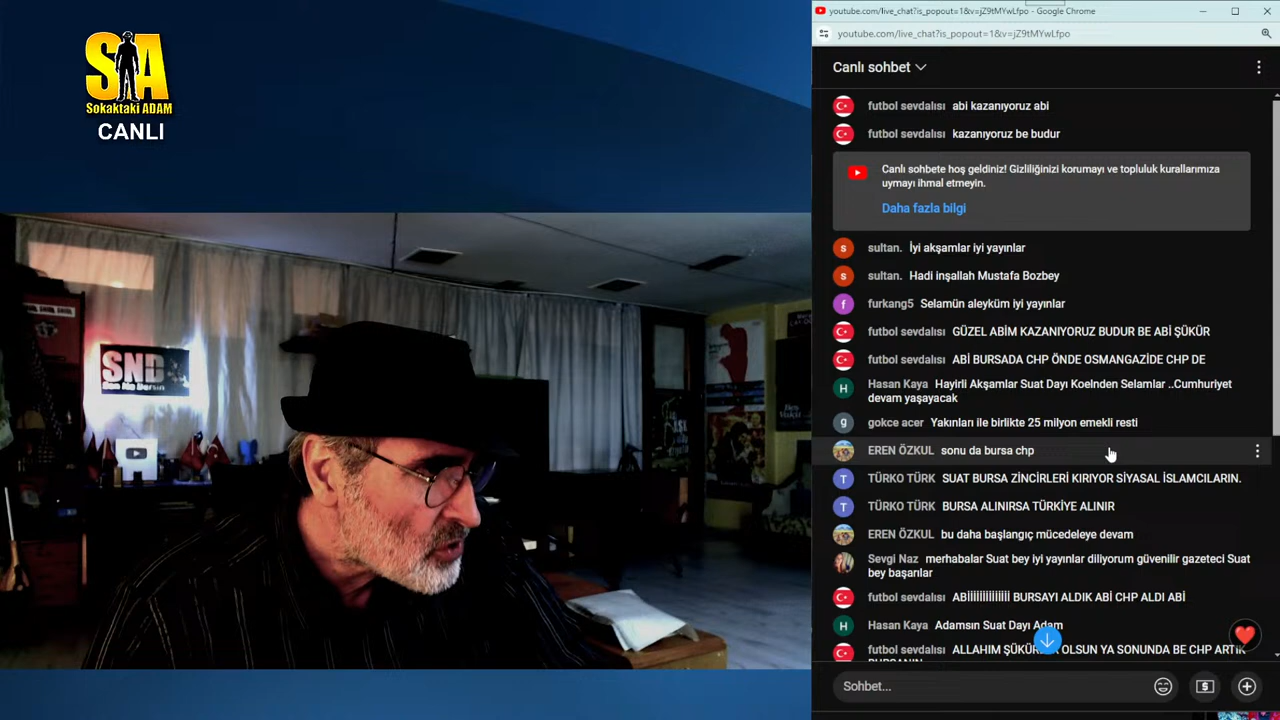 SA
Sokaktaki ADAM
CANLI
SND
youtube.com/live_chat?is_popout=1&v=jZ9tMYwLfpo - Google Chrome
youtube.com/live_chat?is_popout=1&v=jZ9tMYwLfpo
Canlı sohbet
futbol sevdalısı abi kazanıyoruz abi
futbol sevdalısı kazanıyoruz be budur
Canlı sohbete hoş geldiniz! Gizliliğinizi korumayı ve topluluk kurallarımıza
uymayı ihmal etmeyin.
Daha fazla bilgi
s sultan. İyi akşamlar iyi yayınlar
s sultan. Hadi inşallah Mustafa Bozbey
f furkang5 Selamün aleyküm iyi yayınlar
futbol sevdalısı GÜZEL ABİM KAZANIYORUZ BUDUR BE ABİ ŞÜKÜR
futbol sevdalısı ABİ BURSADA CHP ÖNDE OSMANGAZİDE CHP DE
H Hasan Kaya Hayirli Akşamlar Suat Dayı Koelnden Selamlar ..Cumhuriyet
devam yaşayacak
g gokce acer Yakınları ile birlikte 25 milyon emekli resti
EREN ÖZKUL sonu da bursa chp
T TÜRKO TÜRK SUAT BURSA ZİNCİRLERİ KIRIYOR SİYASAL İSLAMCILARIN.
T TÜRKO TÜRK BURSA ALINIRSA TÜRKİYE ALINIR
EREN ÖZKUL bu daha başlangıç mücedeleye devam
Sevgi Naz merhabalar Suat bey iyi yayınlar diliyorum güvenilir gazeteci Suat
bey başarılar
futbol sevdalısı ABİİİİİİİİİİİİİİ BURSAYI ALDIK ABİ CHP ALDI ABİ
H Hasan Kaya Adamsın Suat Dayı Adam
futbol sevdalısı ALLAHIM OLSUN YA SONUNDA BE CHP ARTIK
BURSANIN
Sohbet...